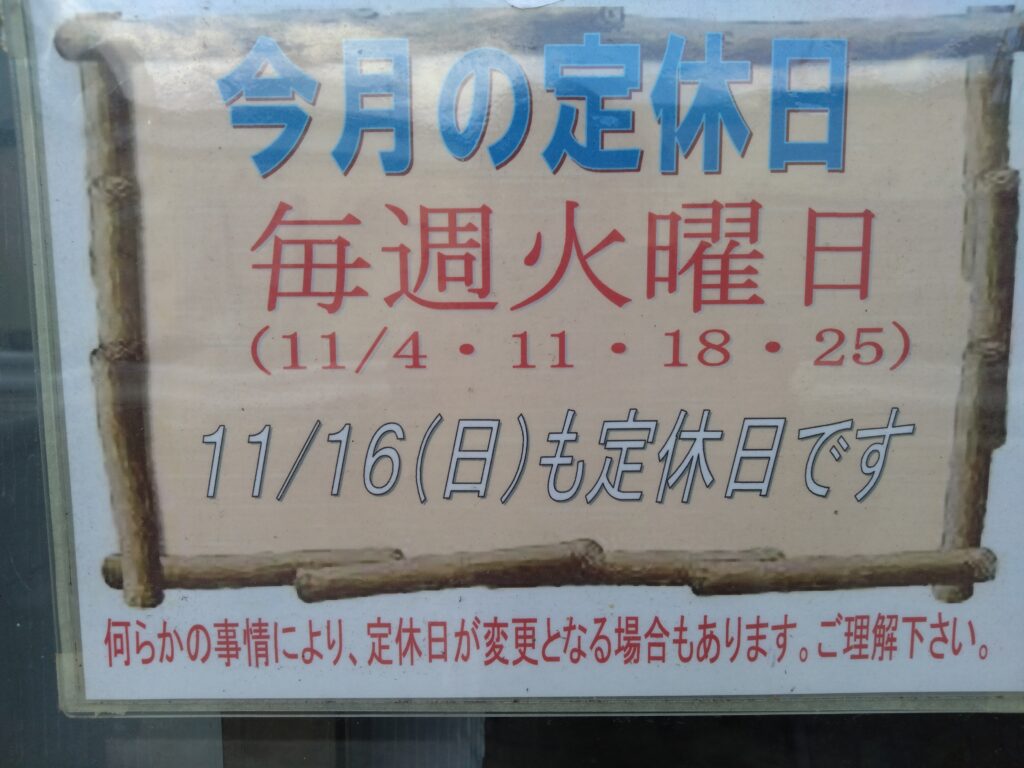 今月の定休日
毎週火曜日
(11/4・11・18・25)
11/16(日)も定休日です
何らかの事情により、定休日が変更となる場合もあります。ご理解下さい。